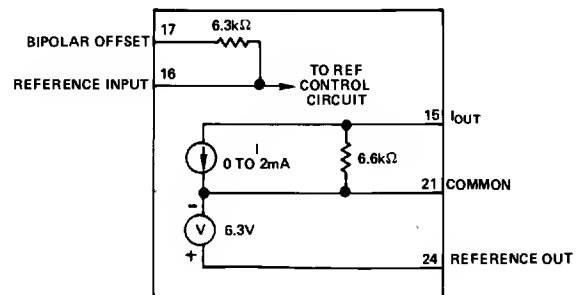 17
6.3kΩ
BIPOLAR OFFSET
REFERENCE INPUT
16
TO REF
CONTROL
CIRCUIT
15
IOUT
I
0 TO 2mA
6.6kΩ
21
COMMON
-
V
6.3V
+
24
REFERENCE OUT